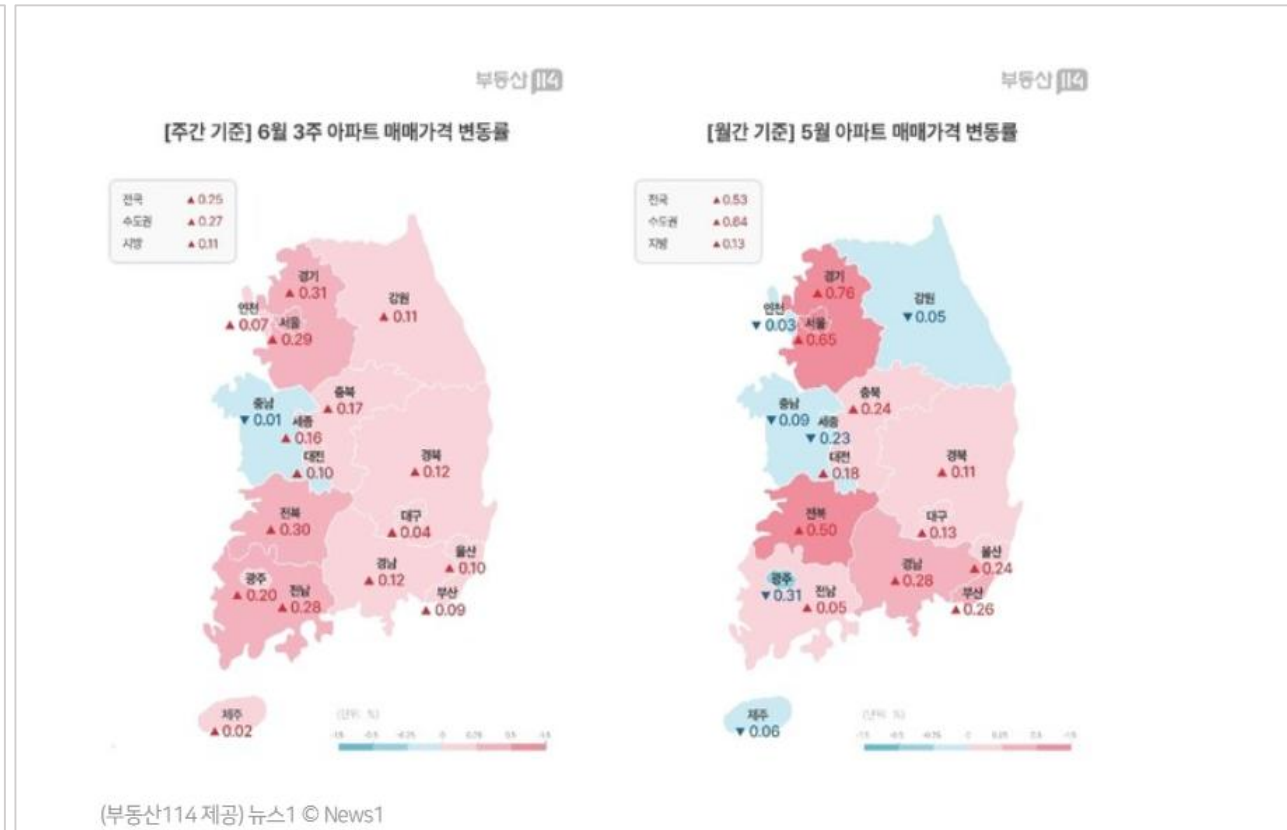 부동산114
[주간 기준] 6월 3주 아파트 매매가격 변동률
전국 ▲0.25
수도권 ▲0.27
지방 ▲0.11
경기
▲0.31
강원
▲0.11
인천
▲0.07
서울
▲0.29
충북
▲0.17
충남
▼0.01
세종
▲0.16
대전
▲0.10
경북
▲0.12
전북
▲0.30
대구
▲0.04
울산
▲0.10
경남
▲0.12
광주
▲0.20
전남
▲0.28
부산
▲0.09
제주
▲0.02
(단위: %)
부동산114
[월간 기준] 5월 아파트 매매가격 변동률
전국 ▲0.53
수도권 ▲0.64
지방 ▲0.13
경기
▲0.76
강원
▼0.05
인천
▼0.03
서울
▲0.65
충북
▲0.24
충남
▼0.09
세종
▼0.23
대전
▲0.18
경북
▲0.11
전북
▲0.50
대구
▲0.13
울산
▲0.24
경남
▲0.28
광주
▼0.31
전남
▲0.05
부산
▲0.26
제주
▼0.06
(단위: %)
(부동산114 제공) 뉴스1 © News1